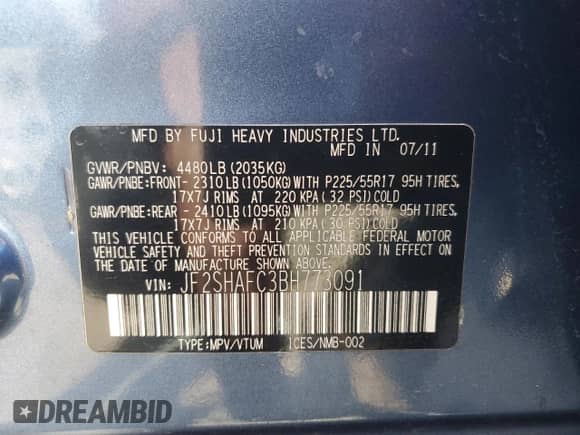 MFD BY FUJI HEAVY INDUSTRIES LTD.
MFD IN 07/11
GVWR/PNBV: 4480LB (2035KG)
GAWR/PNBE:FRONT- 2310LB(1050KG)WITH P225/55R17 95H TIRES,
17X7J RIMS AT 220 KPA( 32 PSI)COLD
GAWR/PNBE:REAR - 2410LB(1095KG)WITH P225/55R17 95H TIRES,
17X7J RIMS AT 210 KPA( 30 PSI)COLD
THIS VEHICLE CONFORMS TO ALL APPLICABLE FEDERAL MOTOR
VEHICLE SAFETY AND THEFT PREVENTION STANDARDS IN EFFECT ON
THE DATE OF MANUFACTURE SHOWN ABOVE.
VIN: JF2SHAFC3BH773091
TYPE:MPV/VTUM ICES/NMB-002
DREAMBID